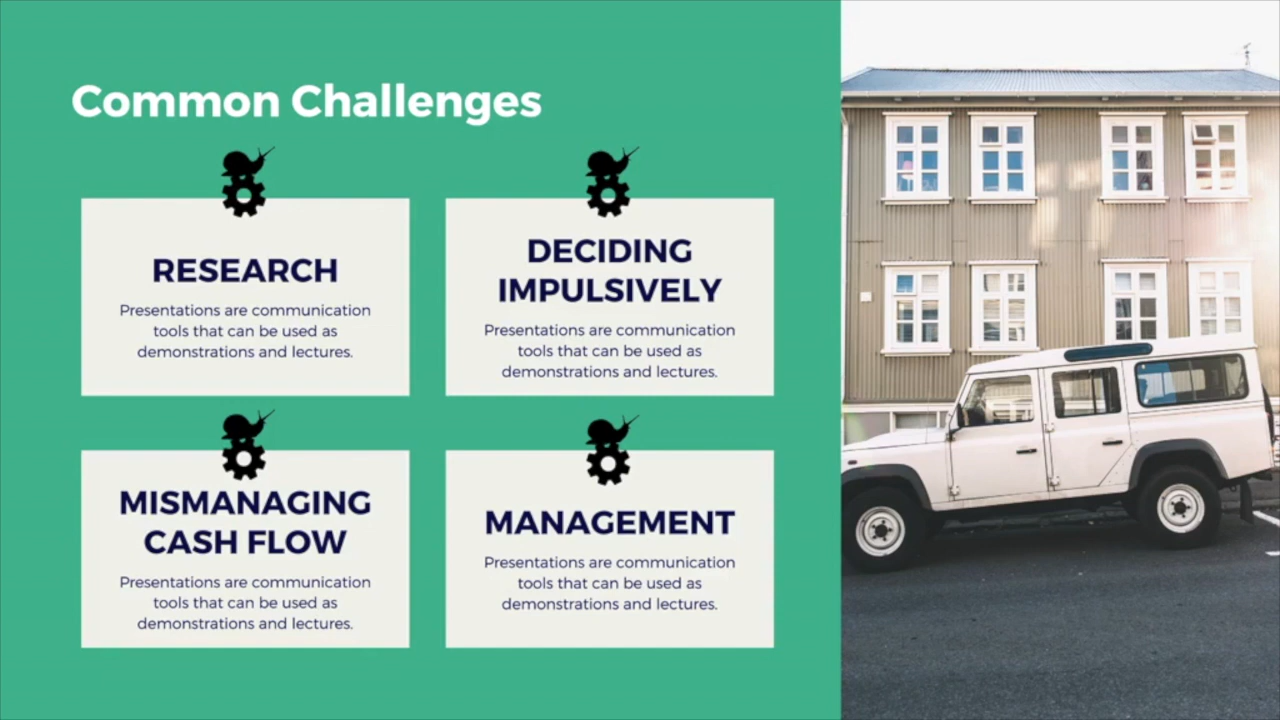 Common Challenges
RESEARCH
Presentations are communication
tools that can be used as
demonstrations and lectures.
DECIDING
IMPULSIVELY
Presentations are communication
tools that can be used as
demonstrations and lectures.
MISMANAGING
CASH FLOW
Presentations are communication
tools that can be used as
demonstrations and lectures.
MANAGEMENT
Presentations are communication
tools that can be used as
demonstrations and lectures.